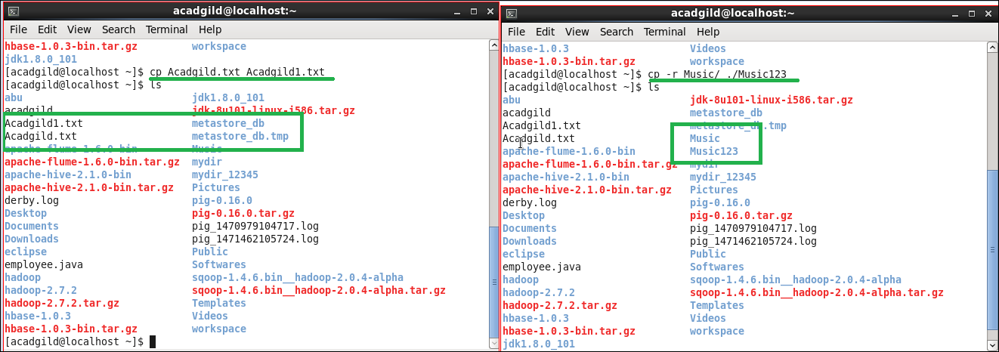 acadgild@localhost:~
File Edit View Search Terminal Help
hbase-1.0.3-bin.tar.gz workspace
jdk1.8.0_101
[acadgild@localhost ~]$ cp Acadgild.txt Acadgild1.txt
[acadgild@localhost ~]$ ls
abu jdk1.8.0_101
acadgild jdk-8u101-linux-i586.tar.gz
Acadgild1.txt metastore_db
Acadgild.txt metastore_db.tmp
apache-flume-1.6.0-bin Music
apache-flume-1.6.0-bin.tar.gz mydir
apache-hive-2.1.0-bin mydir_12345
apache-hive-2.1.0-bin.tar.gz Pictures
derby.log pig-0.16.0
Desktop pig-0.16.0.tar.gz
Documents pig_1470979104717.log
Downloads pig_1471462105724.log
eclipse Public
employee.java Softwares
hadoop sqoop-1.4.6.bin__hadoop-2.0.4-alpha
hadoop-2.7.2 sqoop-1.4.6.bin__hadoop-2.0.4-alpha.tar.gz
hadoop-2.7.2.tar.gz Templates
hbase-1.0.3 Videos
hbase-1.0.3-bin.tar.gz workspace
[acadgild@localhost ~]$
acadgild@localhost:~
File Edit View Search Terminal Help
hbase-1.0.3 Videos
hbase-1.0.3-bin.tar.gz workspace
[acadgild@localhost ~]$ cp -r Music/ ./Music123
[acadgild@localhost ~]$ ls
abu jdk-8u101-linux-i586.tar.gz
acadgild metastore_db
Acadgild1.txt metastore_db.tmp
Acadgild.txt Music
apache-flume-1.6.0-bin Music123
apache-flume-1.6.0-bin.tar.gz mydir
apache-hive-2.1.0-bin mydir_12345
apache-hive-2.1.0-bin.tar.gz Pictures
derby.log pig-0.16.0
Desktop pig-0.16.0.tar.gz
Documents pig_1470979104717.log
Downloads pig_1471462105724.log
eclipse Public
employee.java Softwares
hadoop sqoop-1.4.6.bin__hadoop-2.0.4-alpha
hadoop-2.7.2 sqoop-1.4.6.bin__hadoop-2.0.4-alpha.tar.gz
hadoop-2.7.2.tar.gz Templates
hbase-1.0.3 Videos
hbase-1.0.3-bin.tar.gz workspace
jdk1.8.0_101